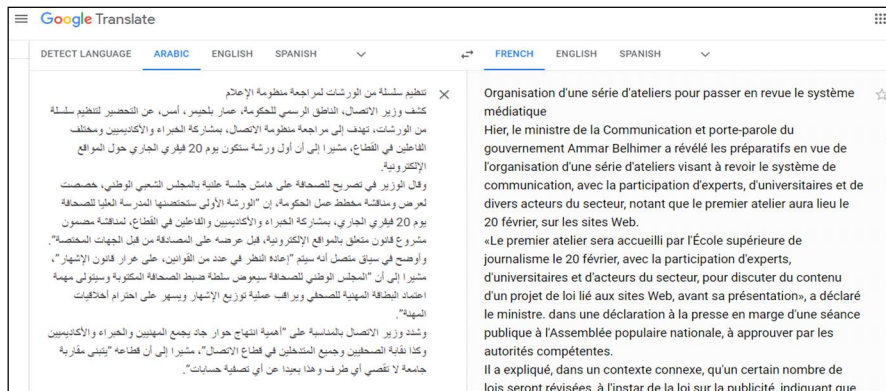 Google Translate
DETECT LANGUAGE ARABIC ENGLISH SPANISH FRENCH ENGLISH SPANISH
تنظيم سلسلة من الورشات لمراجعة منظومة الإعلام
كشف وزير الاتصال، الناطق الرسمي للحكومة، عمار بلحيمر، أمس، عن التحضير لتنظيم سلسلة
من الورشات، تهدف إلى مراجعة منظومة الاتصال، بمشاركة الخبراء والأكاديميين ومختلف
الفاعلين في القطاع، مشيرا إلى أن أول ورشة ستكون يوم 20 فيفري الجاري حول المواقع
الإلكترونية.
وقال الوزير في تصريح للصحافة على هامش جلسة علنية بالمجلس الشعبي الوطني، خصصت
لعرض ومناقشة مخطط عمل الحكومة، إن "الورشة الأولى ستحتضنها المدرسة العليا للصحافة
يوم 20 فيفري الجاري، بمشاركة الخبراء والأكاديميين والفاعلين في القطاع، لمناقشة مضمون
مشروع قانون متعلق بالمواقع الإلكترونية، قبل عرضه على المصادقة من قبل الجهات المختصة".
وأوضح في سياق متصل أنه سيتم "إعادة النظر في عدد من القوانين، على غرار قانون الإشهار"،
مشيرا إلى أن "المجلس الوطني للصحافة سيعوض سلطة ضبط الصحافة المكتوبة وسيتولى مهمة
اعتماد البطاقة المهنية للصحفي ويراقب عملية توزيع الإشهار ويسهر على احترام أخلاقيات
المهنة".
وشدد وزير الاتصال بالمناسبة على "أهمية انتهاج حوار جاد يجمع المهنيين والخبراء والأكاديميين
وكذا نقابة الصحفيين وجميع المتدخلين في قطاع الاتصال"، مشيرا إلى أن قطاعه "يتبنى مقاربة
جامعة لا تقصي أي طرف وهذا بعيدا عن أي تصفية حسابات".
Organisation d'une série d'ateliers pour passer en revue le système
médiatique
Hier, le ministre de la Communication et porte-parole du
gouvernement Ammar Belhimer a révélé les préparatifs en vue de
l'organisation d'une série d'ateliers visant à revoir le système de
communication, avec la participation d'experts, d'universitaires et de
divers acteurs du secteur, notant que le premier atelier aura lieu le
20 février, sur les sites Web.
«Le premier atelier sera accueilli par l'École supérieure de
journalisme le 20 février, avec la participation d'experts,
d'universitaires et d'acteurs du secteur, pour discuter du contenu
d'un projet de loi lié aux sites Web, avant sa présentation», a déclaré
le ministre. dans une déclaration à la presse en marge d'une séance
publique à l'Assemblée populaire nationale, à approuver par les
autorités compétentes.
Il a expliqué, dans un contexte connexe, qu'un certain nombre de
lois seront révisées, à l'instar de la loi sur la publicité, indiquant que